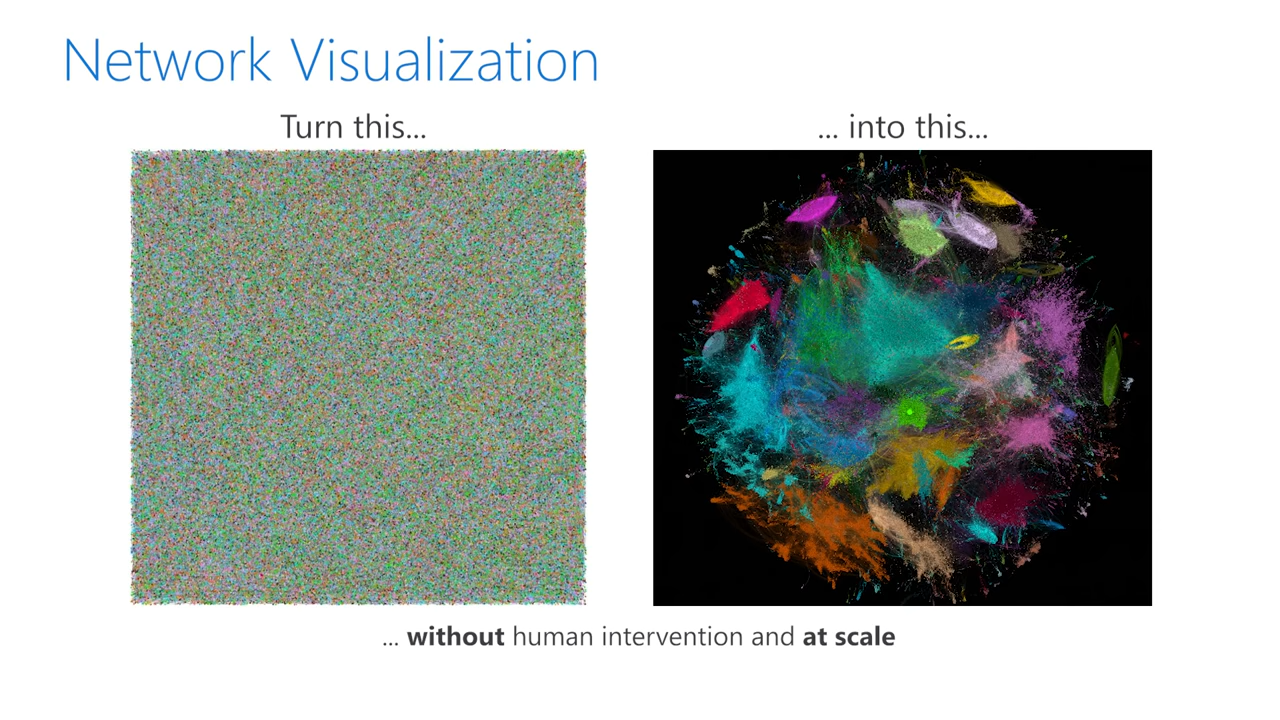 Network Visualization
Turn this...
... into this...
... without human intervention and at scale